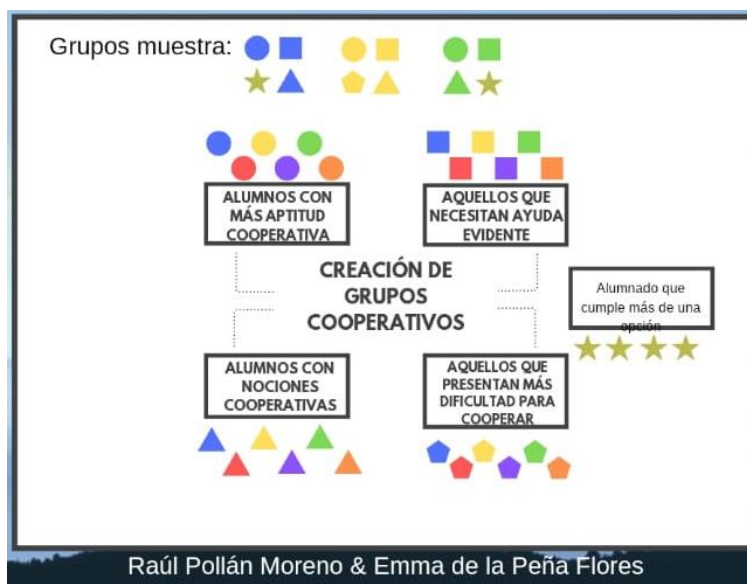 Grupos muestra:
ALUMNOS CON
MÁS APTITUD
COOPERATIVA
AQUELLOS QUE
NECESITAN AYUDA
EVIDENTE
CREACIÓN DE
GRUPOS
COOPERATIVOS
Alumnado que
cumple más de una
opción
ALUMNOS CON
NOCIONES
COOPERATIVAS
AQUELLOS QUE
PRESENTAN MÁS
DIFICULTAD PARA
COOPERAR
Raúl Pollán Moreno & Emma de la Peña Flores